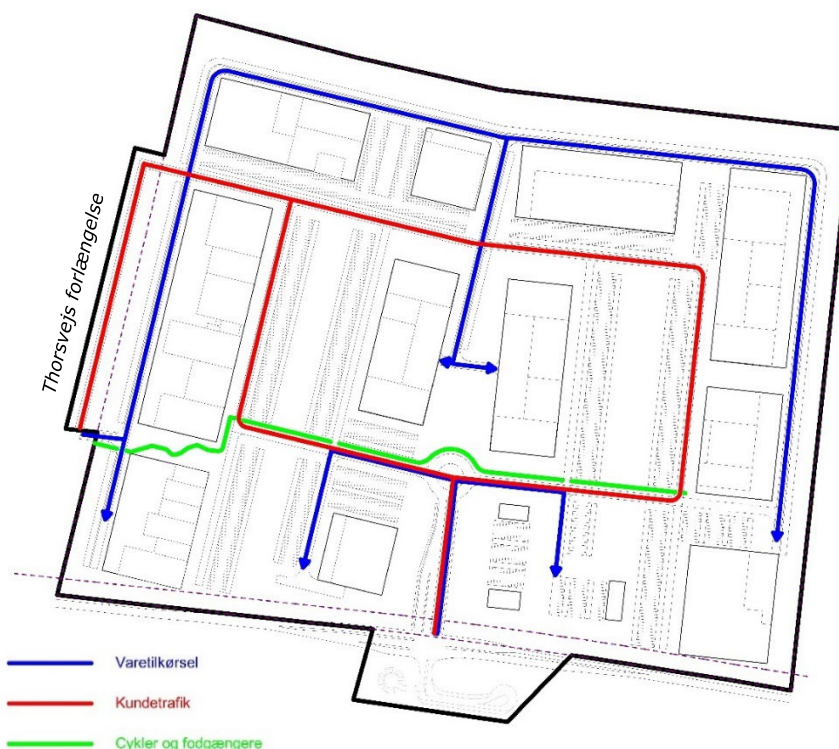 Thorsvejs forlængelse
Varetilkørsel
Kundetrafik
Cykler og fodgængere